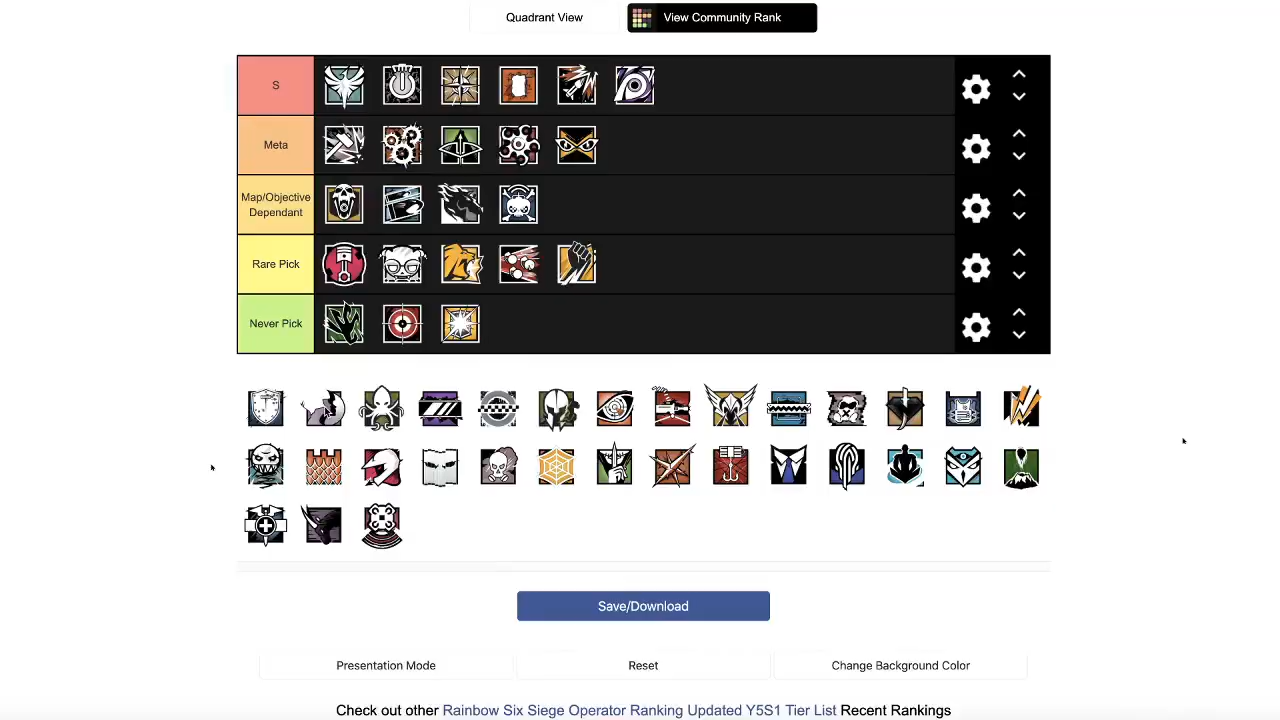 Quadrant View
View Community Rank
S
Meta
Map/Objective
Dependant
Rare Pick
Never Pick
Save/Download
Presentation Mode
Reset
Change Background Color
Check out other Rainbow Six Siege Operator Ranking Updated Y5S1 Tier List Recent Rankings